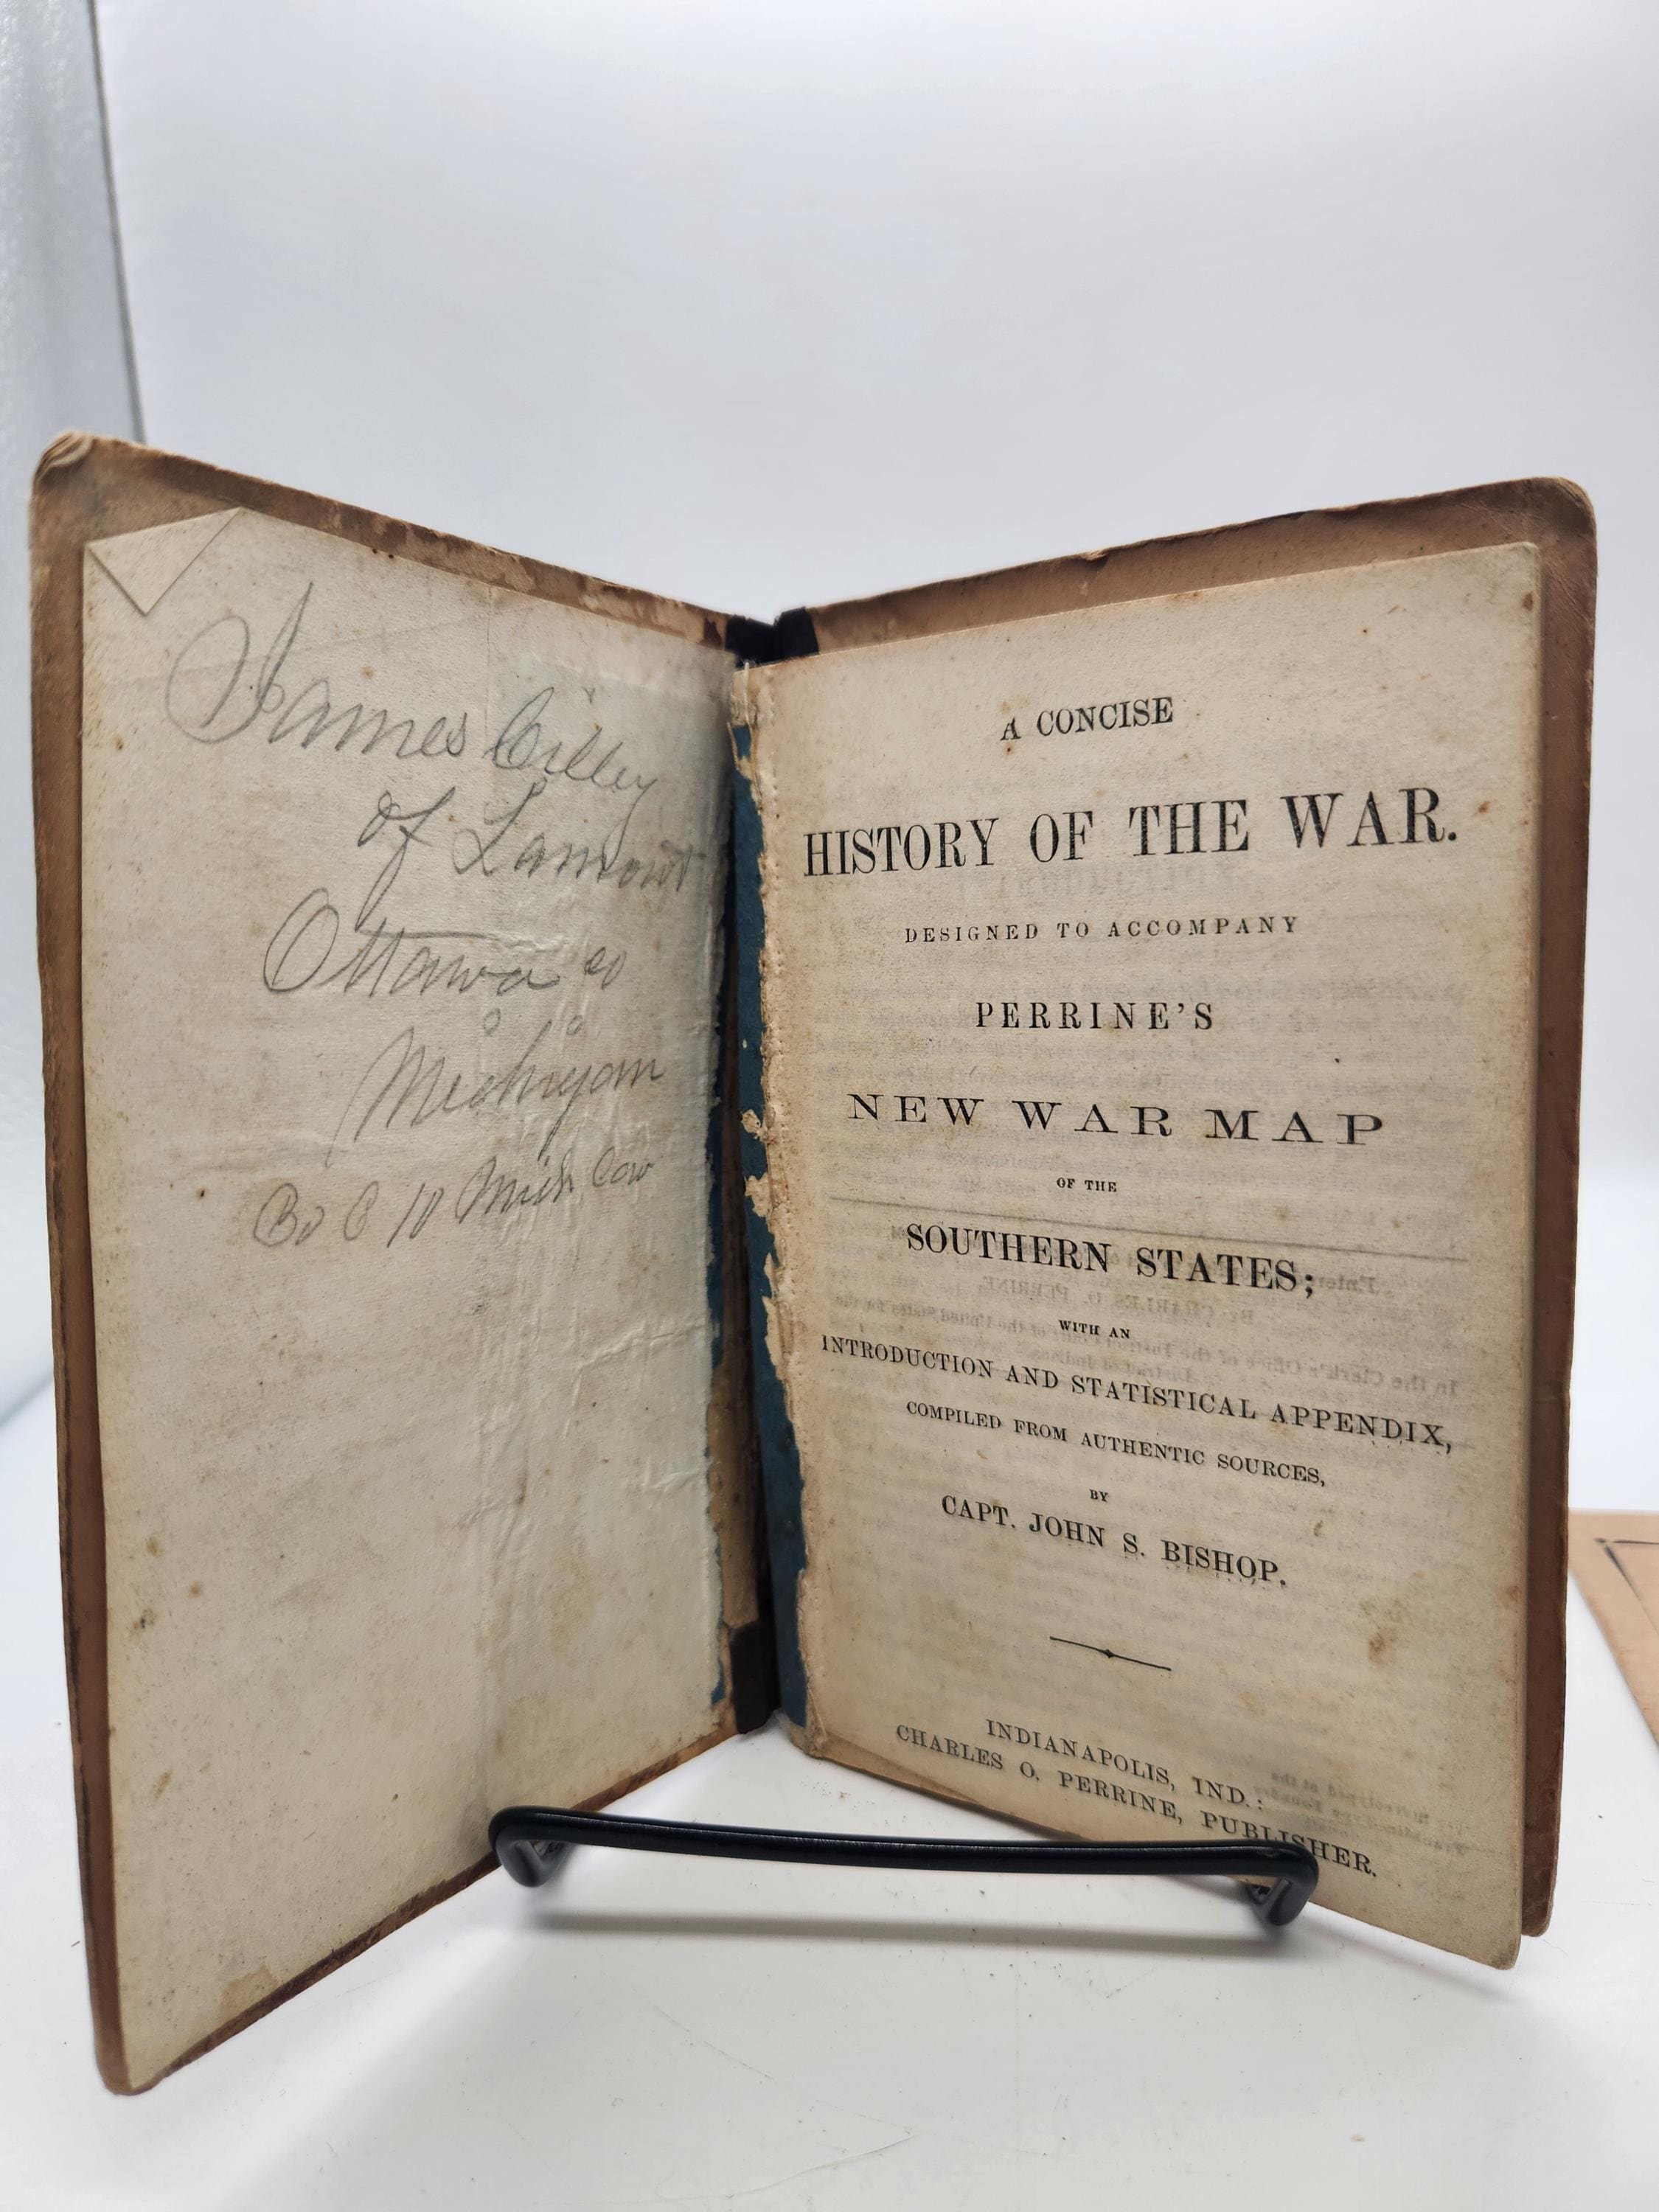 James Cilley
of Lamont
Ottawa co
Michigan
Co C 10 Mich Cav
A CONCISE
HISTORY OF THE WAR.
DESIGNED TO ACCOMPANY
PERRINE'S
NEW WAR MAP
OF THE
SOUTHERN STATES;
WITH AN
INTRODUCTION AND STATISTICAL APPENDIX,
COMPILED FROM AUTHENTIC SOURCES,
BY
CAPT. JOHN S. BISHOP.
INDIANAPOLIS, IND.:
CHARLES O. PERRINE, PUBLISHER.